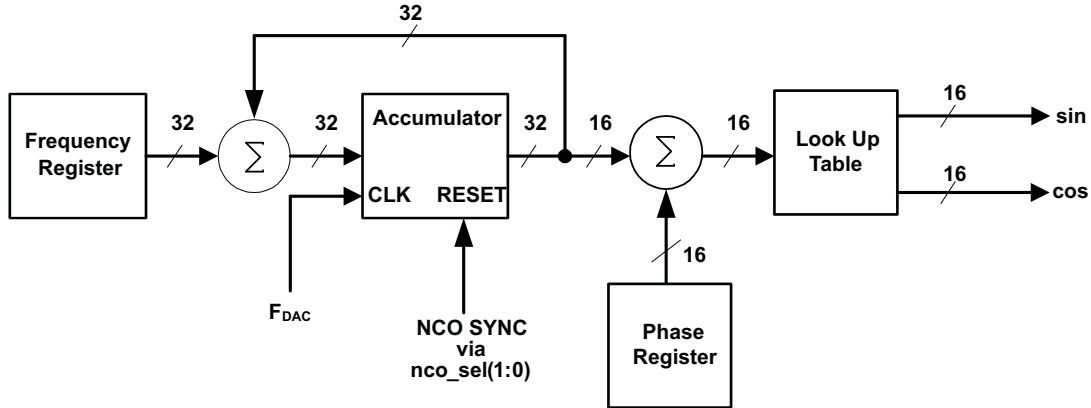 32
Frequency
Register
32
Σ
32
Accumulator
CLK RESET
32
16
Σ
16
Look Up
Table
16
sin
16
cos
16
F_DAC
NCO SYNC
via
nco_sel(1:0)
Phase
Register